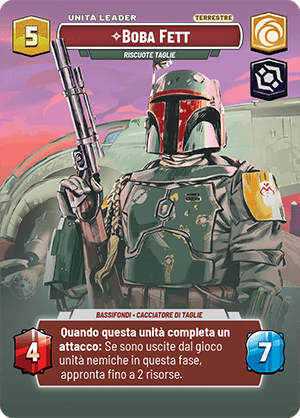 UNITÀ LEADER
TERRESTRE
5
✧BOBA FETT
RISCUOTE TAGLIE
BASSIFONDI • CACCIATORE DI TAGLIE
4
Quando questa unità completa un
attacco: Se sono uscite dal gioco
unità nemiche in questa fase,
appronta fino a 2 risorse.
7